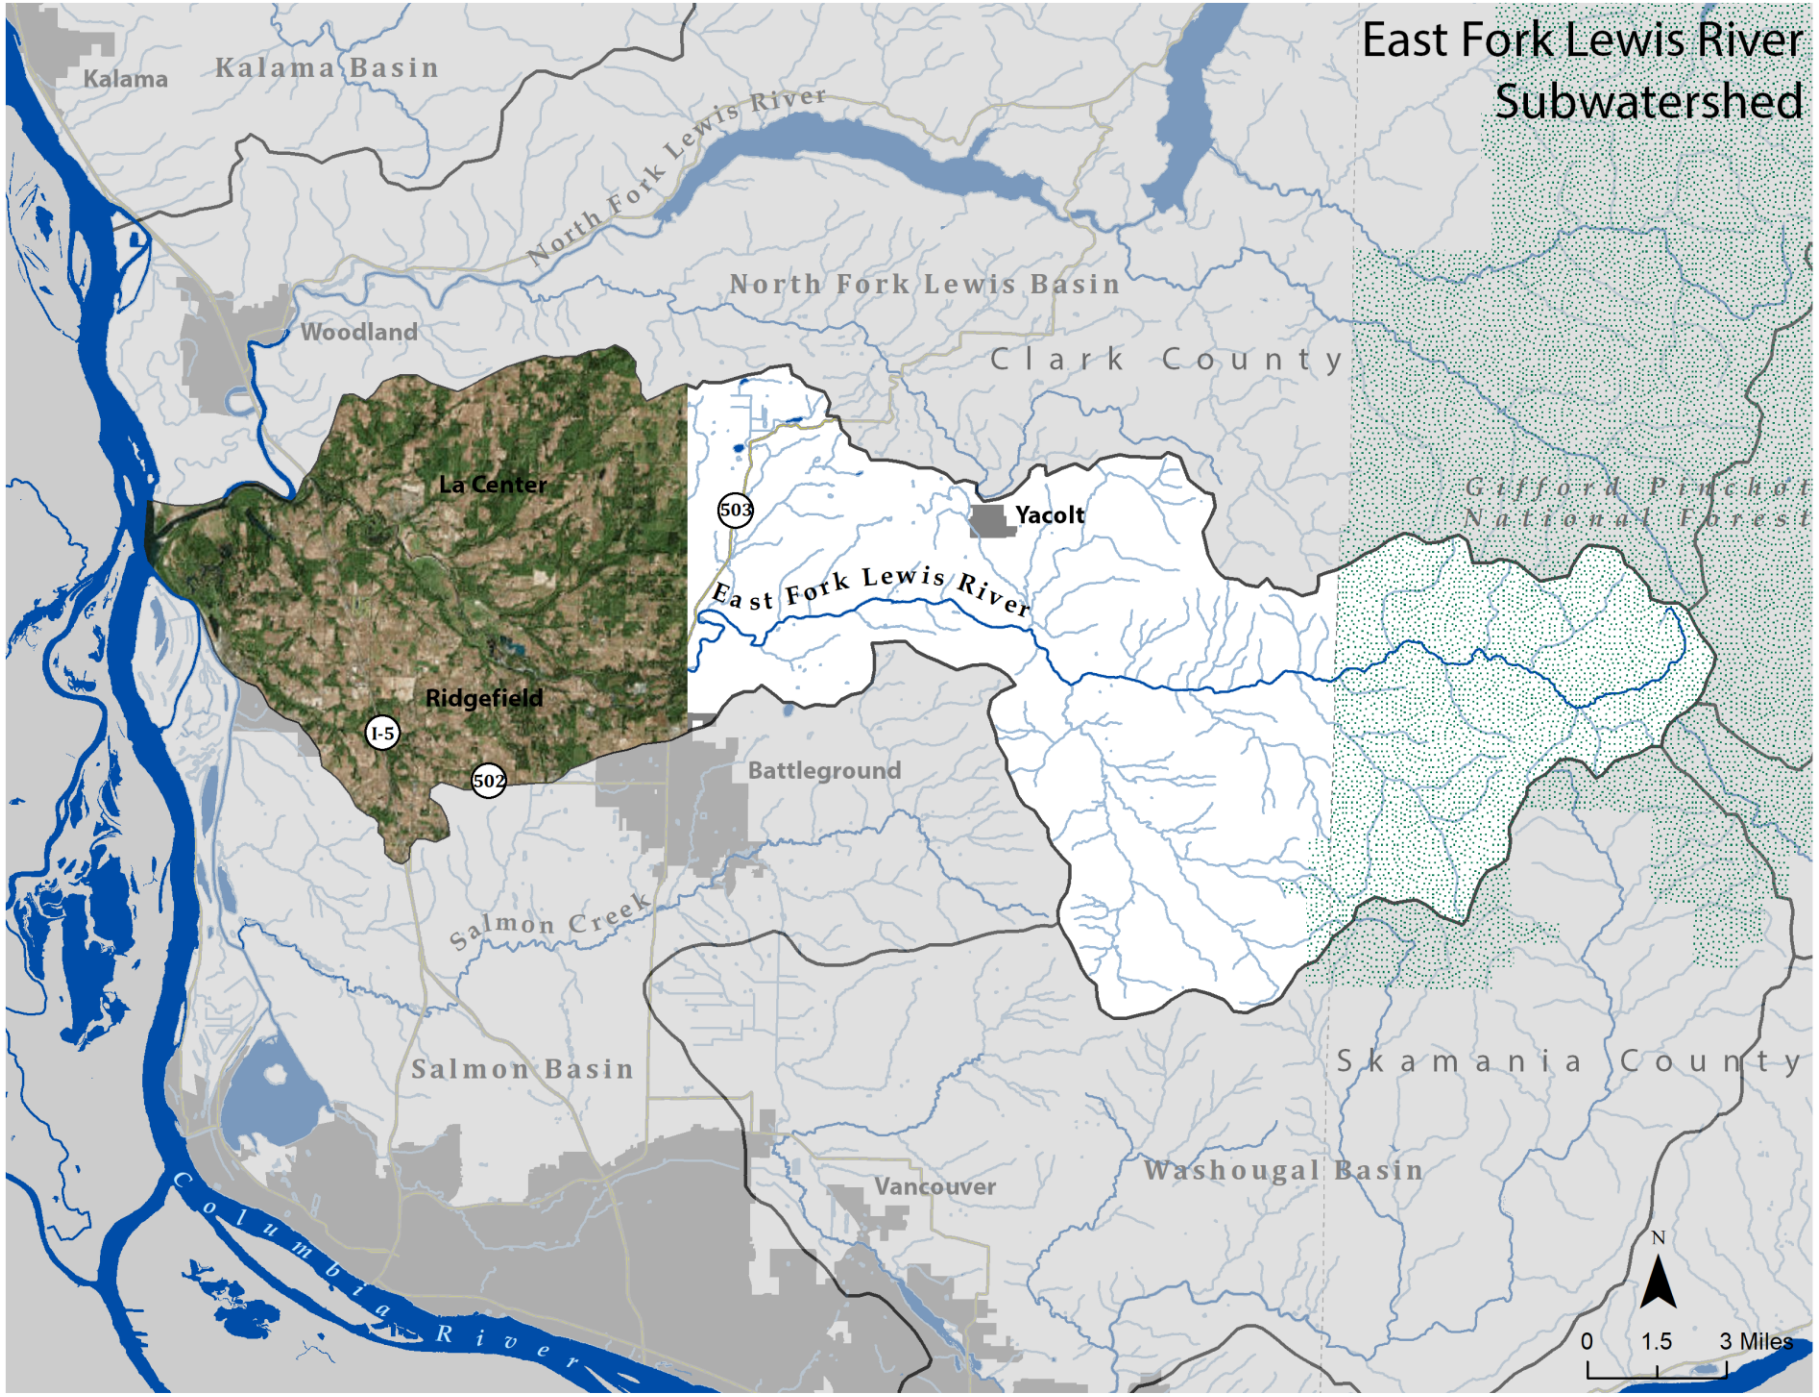 East Fork Lewis River
Subwatershed
Kalama
Kalama Basin
North Fork Lewis River
North Fork Lewis Basin
Woodland
Clark County
La Center
503
Yacolt
Gifford Pinchot
National Forest
East Fork Lewis River
Ridgefield
I-5
502
Battleground
Salmon Creek
Salmon Basin
Skamania County
Washougal Basin
Vancouver
Columbia River
N
0 1.5 3 Miles